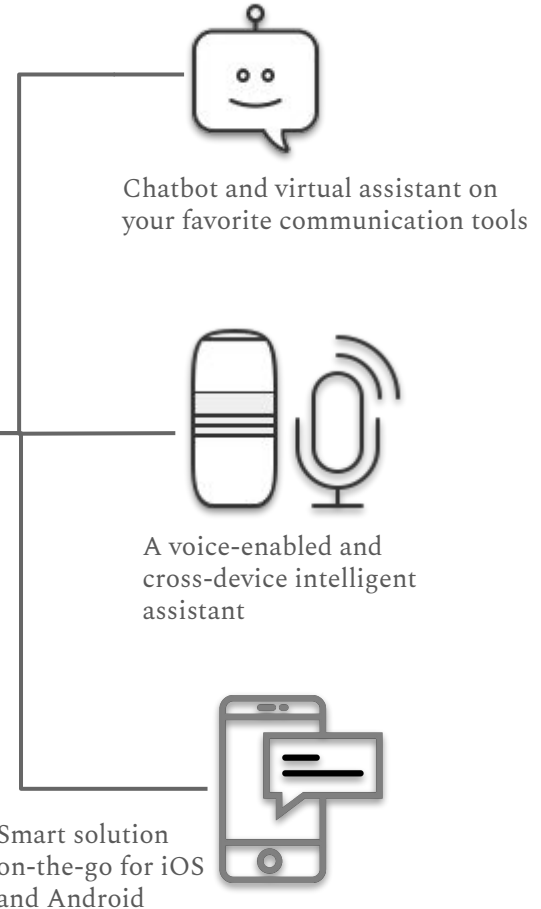 Chatbot and virtual assistant on
your favorite communication tools
A voice-enabled and
cross-device intelligent
assistant
Smart solution
on-the-go for iOS
and Android